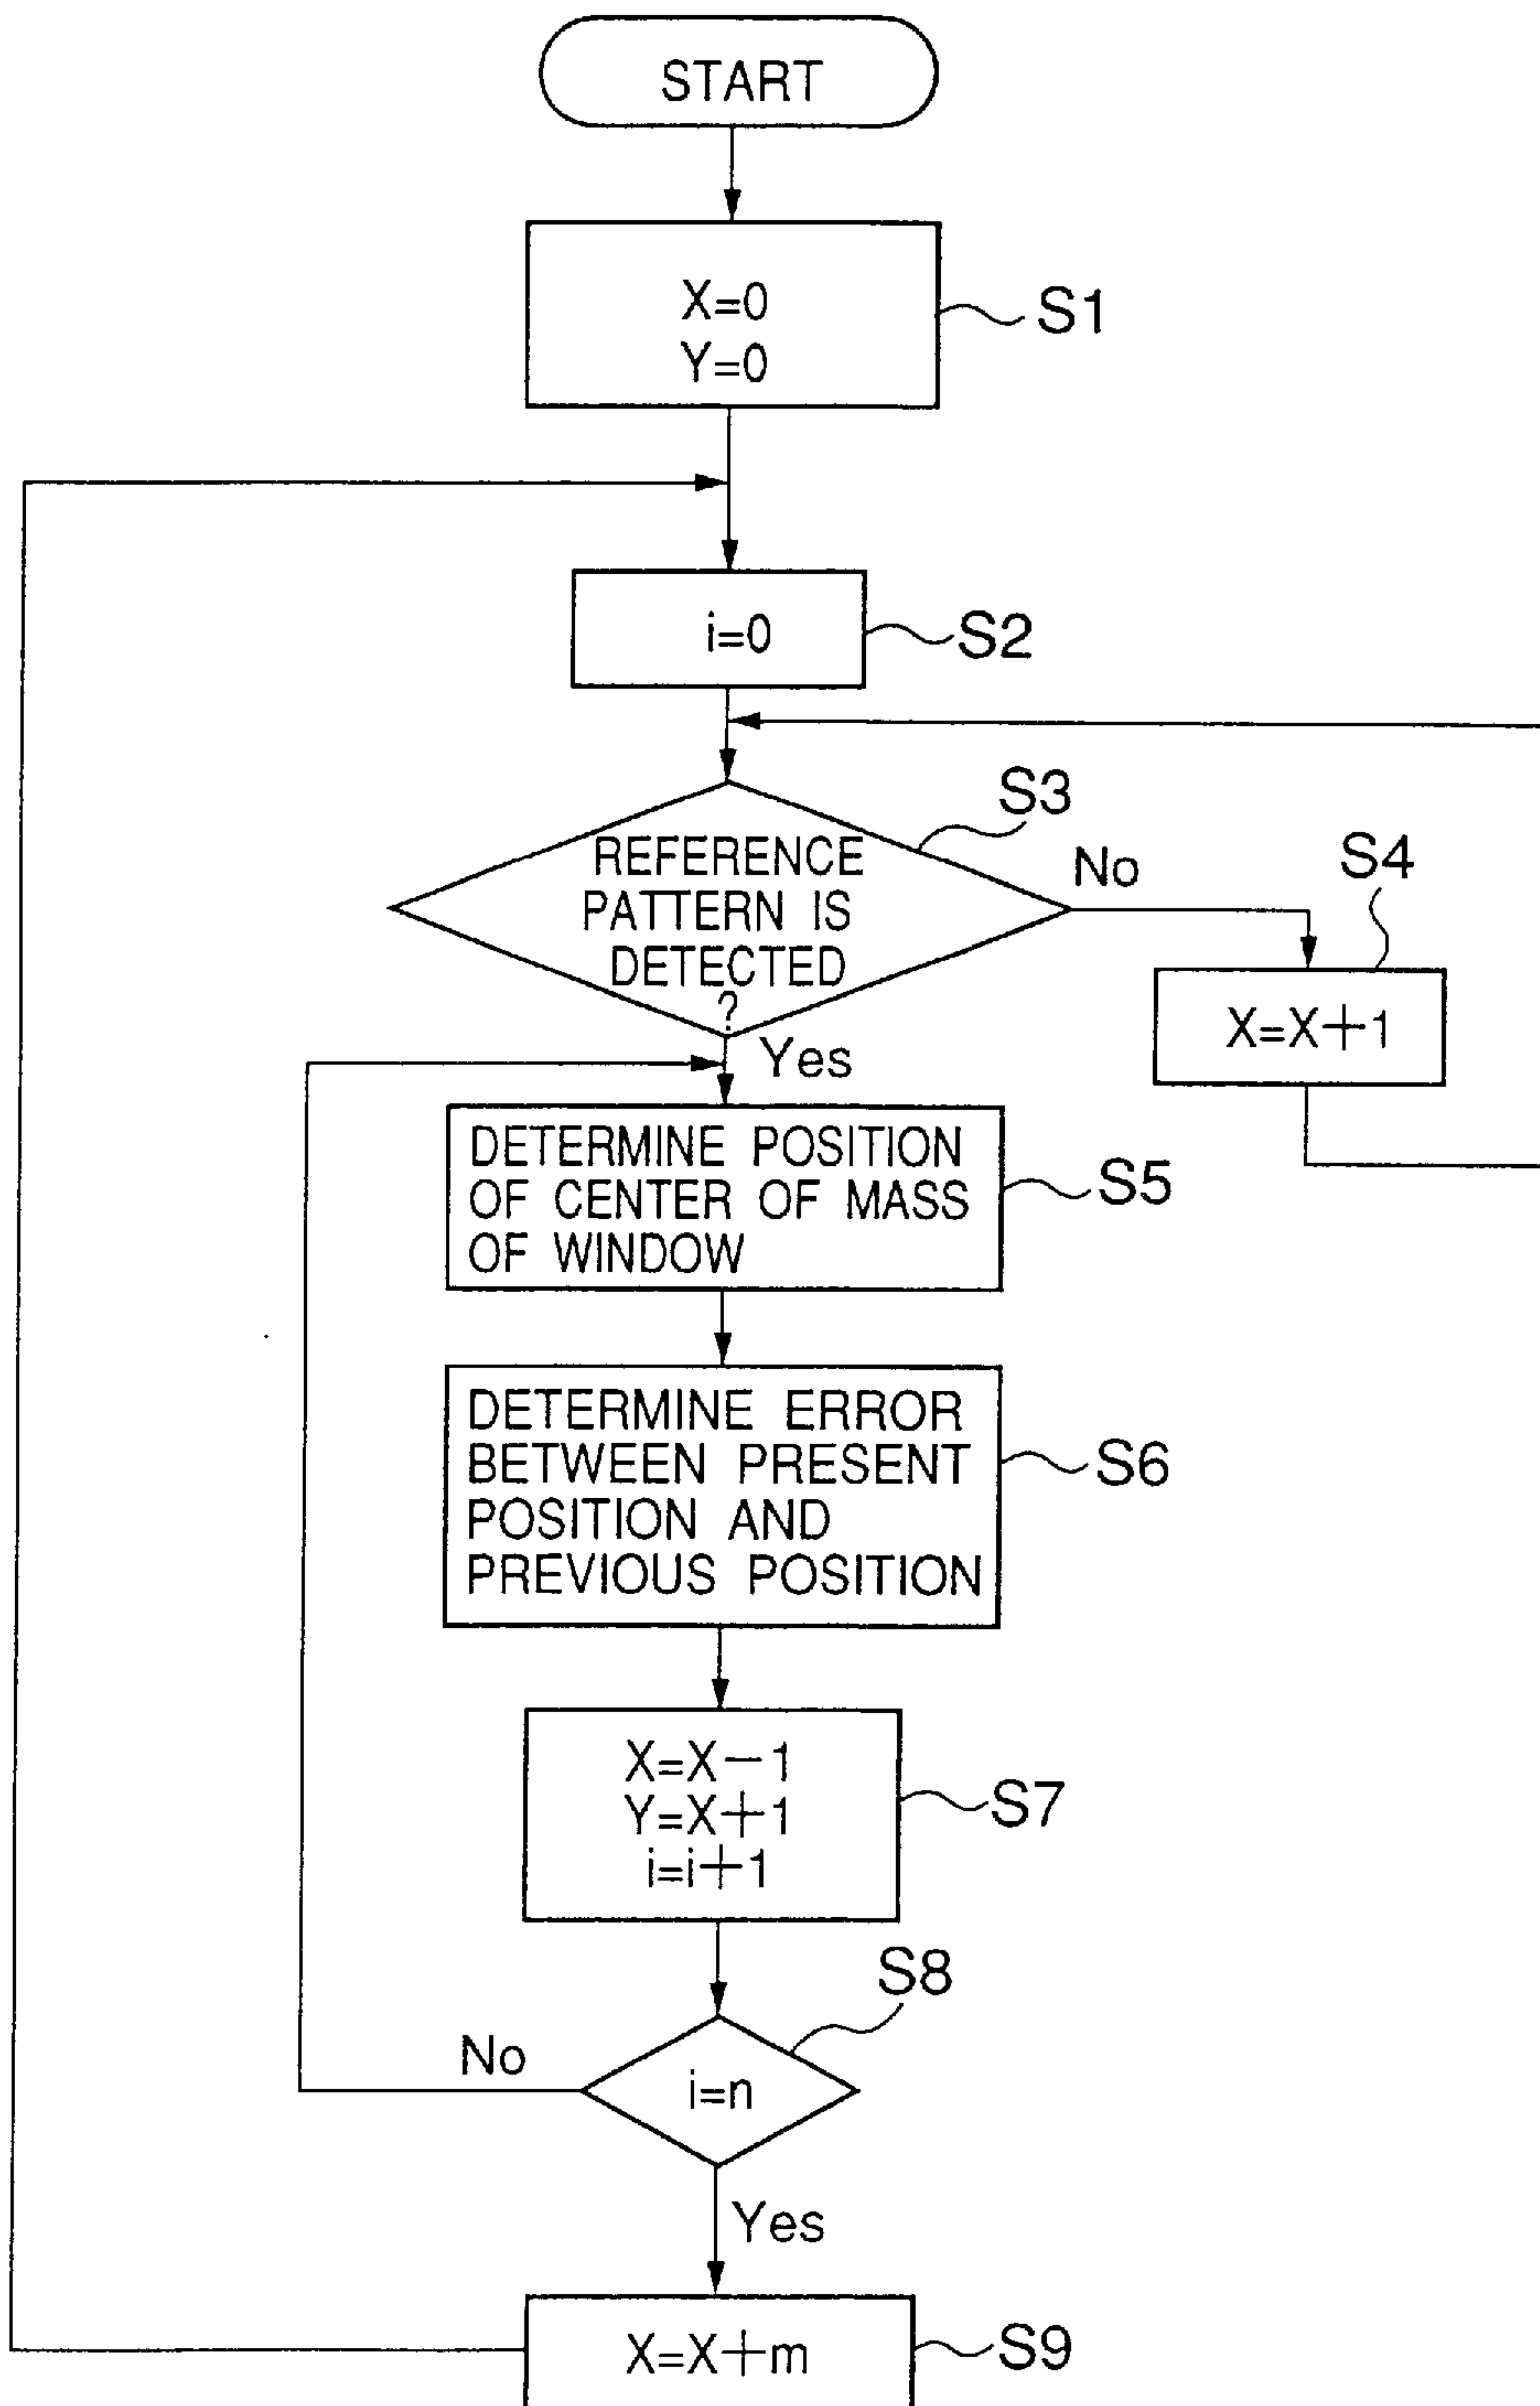 START
X=0
Y=0
S1
i=0
S2
S3
REFERENCE
PATTERN IS
DETECTED
?
No
S4
X=X+1
Yes
DETERMINE POSITION
OF CENTER OF MASS
OF WINDOW
S5
DETERMINE ERROR
BETWEEN PRESENT
POSITION AND
PREVIOUS POSITION
S6
X=X−1
Y=X+1
i=i+1
S7
S8
No
i=n
Yes
X=X+m
S9